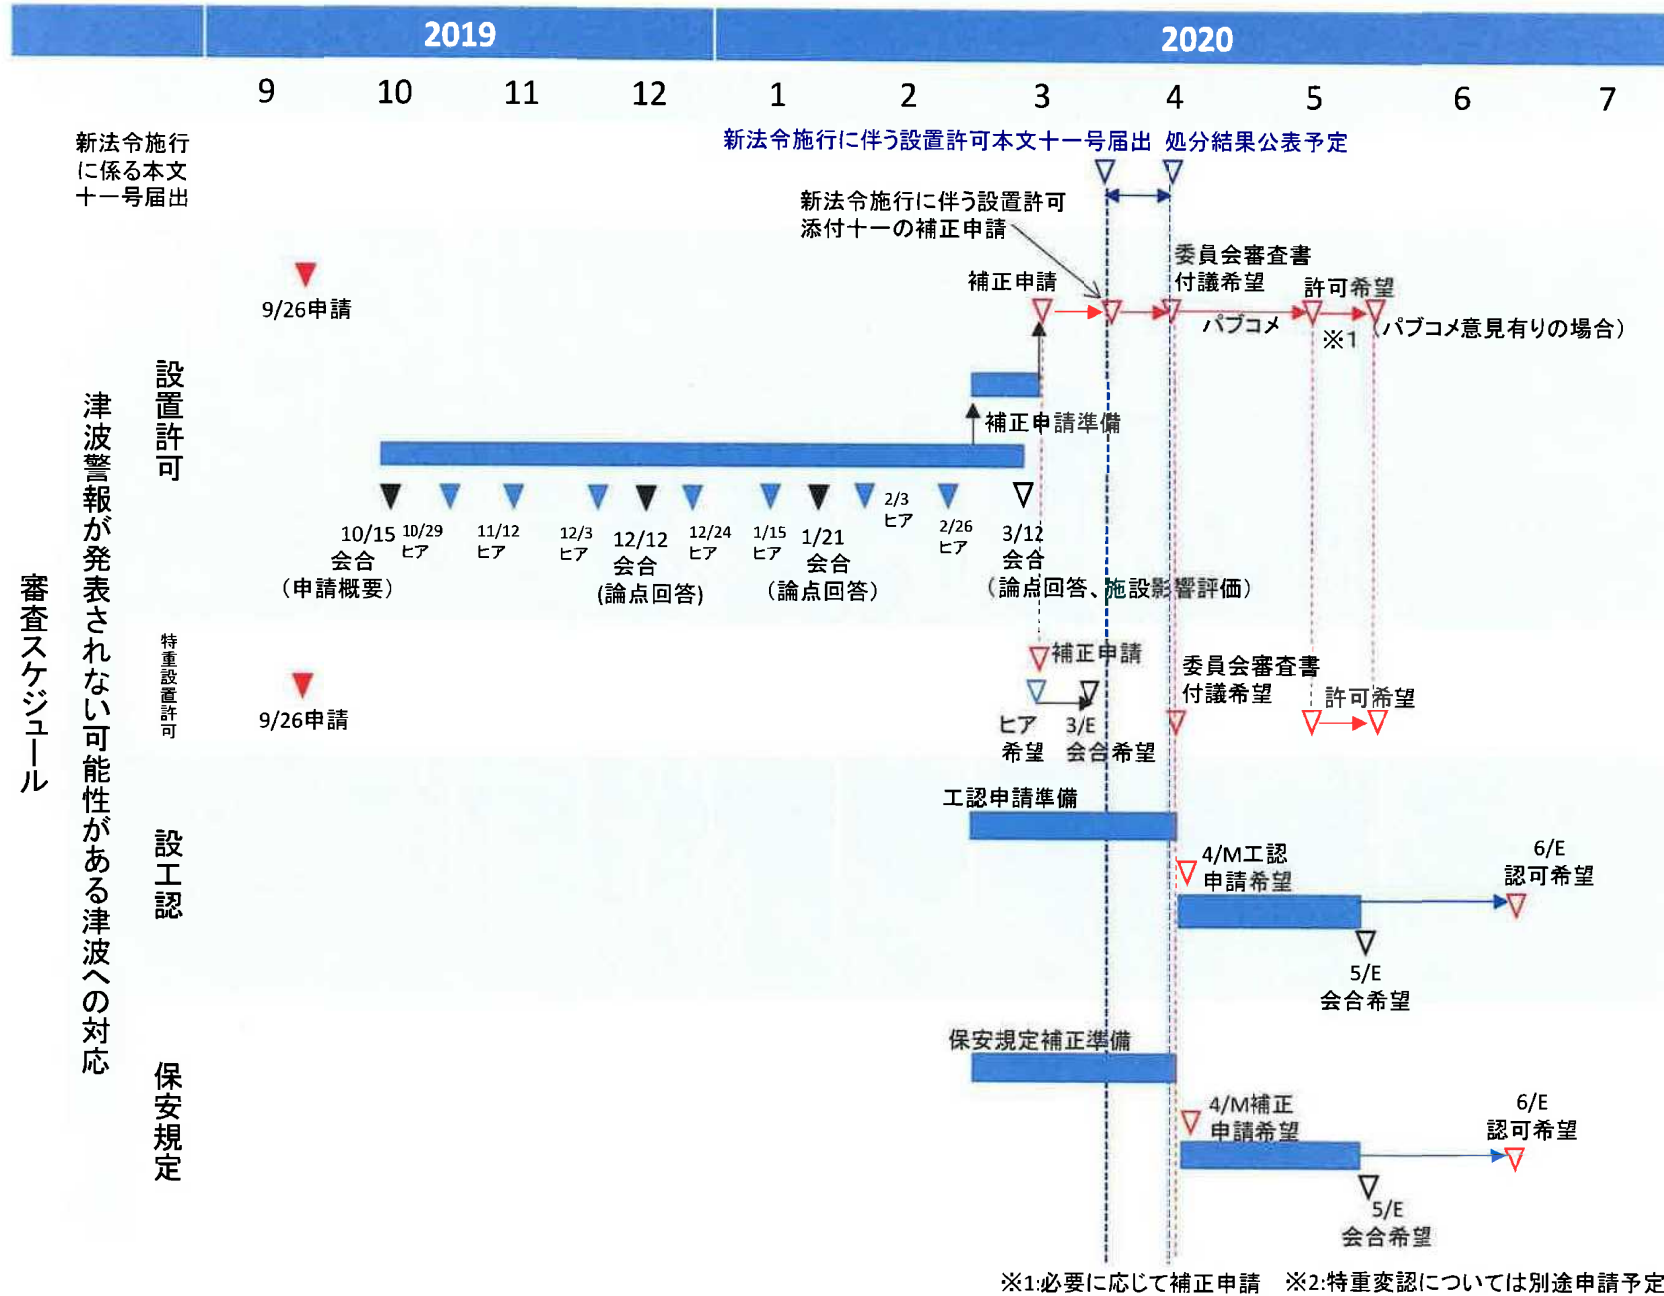 2019
2020
9
10
11
12
1
2
3
4
5
6
7
新法令施行
に係る本文
十一号届出
新法令施行に伴う設置許可本文十一号届出
処分結果公表予定
新法令施行に伴う設置許可
添付十一の補正申請
審査スケジュール
津波警報が発表されない可能性がある津波への対応
設置許可
9/26申請
補正申請
委員会審査書
付議希望
許可希望
パブコメ
※1
(パブコメ意見有りの場合)
補正申請準備
10/15
会合
(申請概要)
10/29
ヒア
11/12
ヒア
12/3
ヒア
12/12
会合
(論点回答)
12/24
ヒア
1/15
ヒア
1/21
会合
(論点回答)
2/3
ヒア
2/26
ヒア
3/12
会合
(論点回答、施設影響評価)
特重設置許可
9/26申請
補正申請
ヒア
希望
3/E
会合希望
委員会審査書
付議希望
許可希望
設工認
工認申請準備
4/M工認
申請希望
5/E
会合希望
6/E
認可希望
保安規定
保安規定補正準備
4/M補正
申請希望
5/E
会合希望
6/E
認可希望
※1:必要に応じて補正申請 ※2:特重変認については別途申請予定